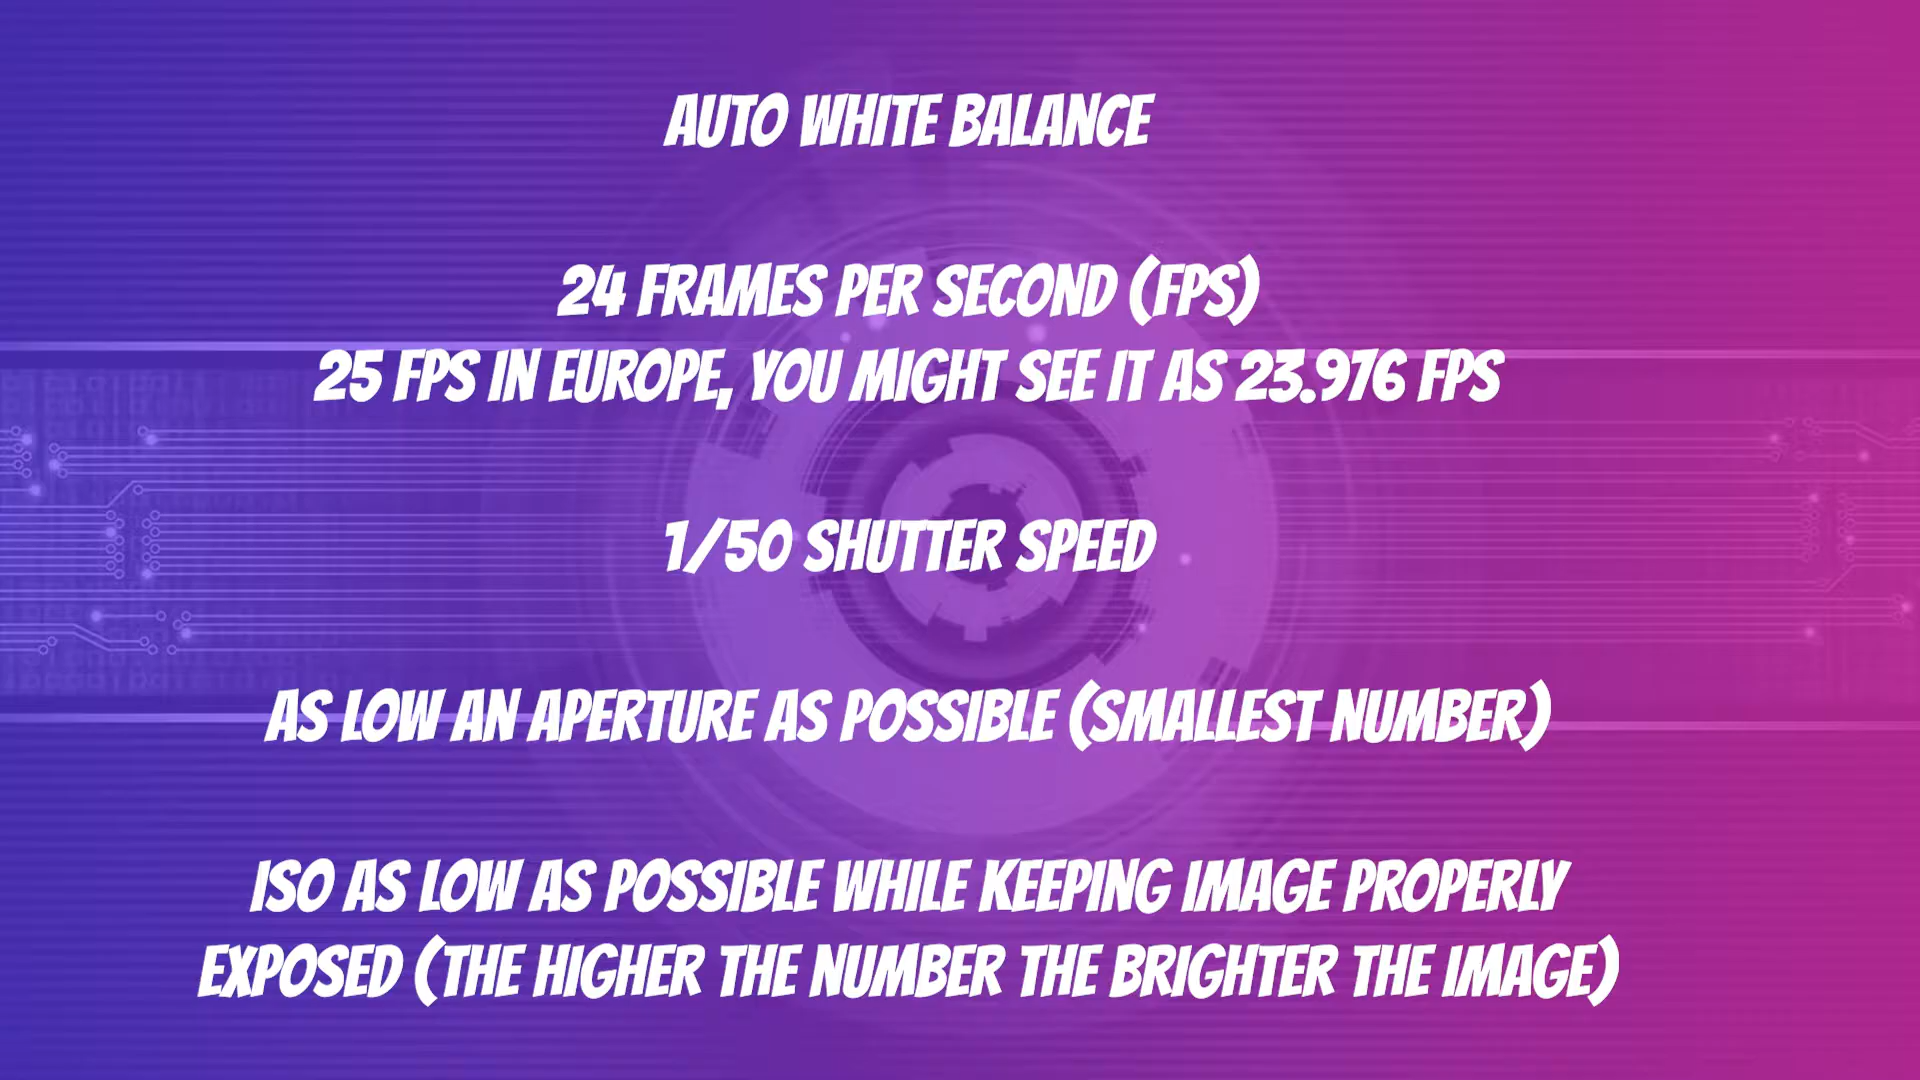 AUTO WHITE BALANCE
24 FRAMES PER SECOND (FPS)
25 FPS IN EUROPE, YOU MIGHT SEE IT AS 23.976 FPS
1/50 SHUTTER SPEED
AS LOW AN APERTURE AS POSSIBLE (SMALLEST NUMBER)
ISO AS LOW AS POSSIBLE WHILE KEEPING IMAGE PROPERLY
EXPOSED (THE HIGHER THE NUMBER THE BRIGHTER THE IMAGE)